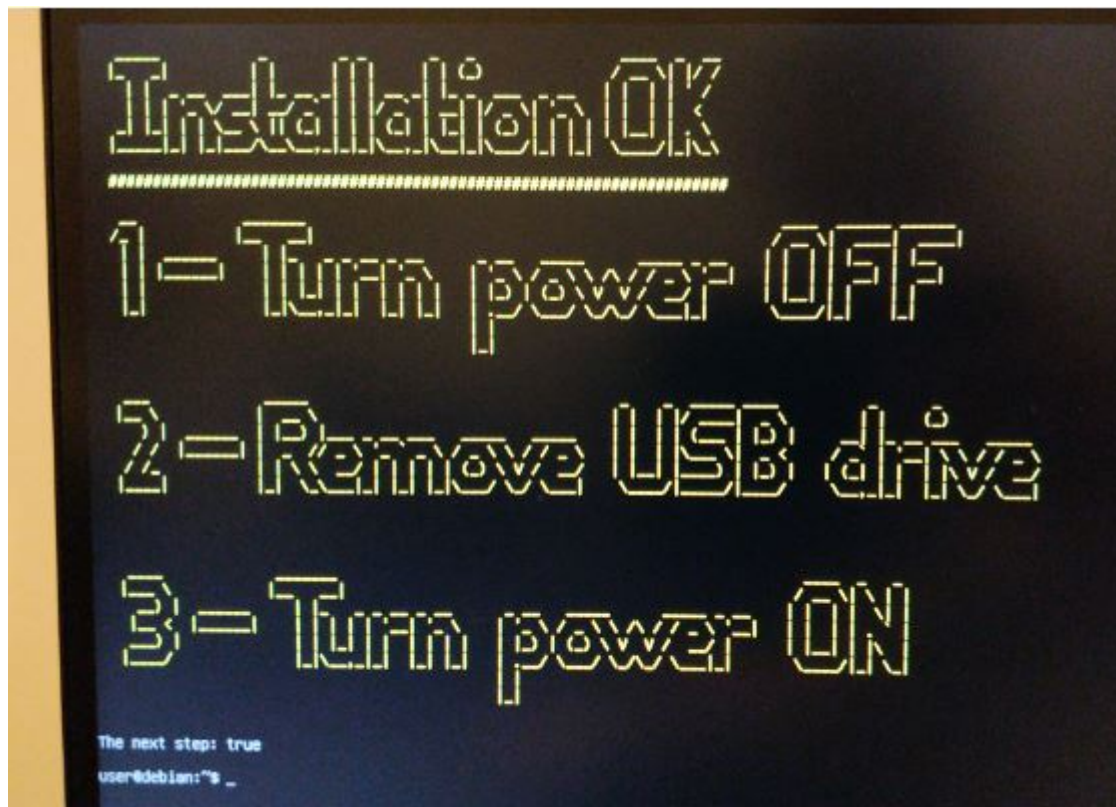 Installation OK
####################################################################
1-Turn power OFF
2-Remove USB drive
3-Turn power ON
The next step: true
user@debian:~$ _